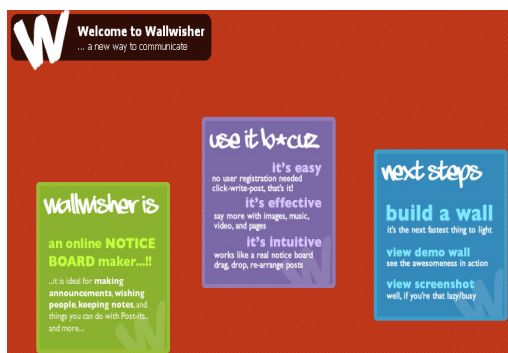 W
Welcome to Wallwisher
... a new way to communicate
wallwisher is
an online NOTICE
BOARD maker...!!
..it is ideal for making
announcements, wishing
people, keeping notes, and
things you can do with Post-its..
and more...
use it b*cuz
it's easy
no user registration needed
click-write-post, that's it!
it's effective
say more with images, music,
video, and pages
it's intuitive
works like a real notice board
drag, drop, re-arrange posts
next steps
build a wall
it's the next fastest thing to light
view demo wall
see the awesomeness in action
view screenshot
well, if you're that lazy/busy